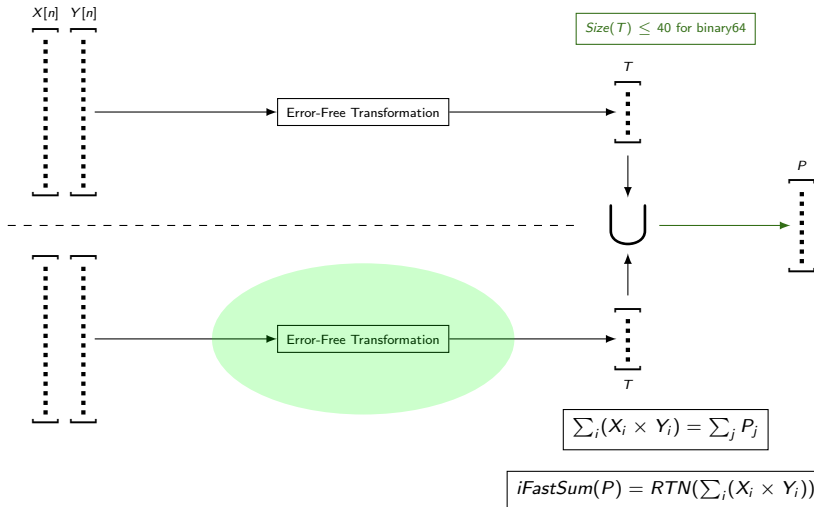 X[n] Y[n]
Size(T) ≤ 40 for binary64
T
Error-Free Transformation
P
⋃
Error-Free Transformation
T
∑i(Xi × Yi) = ∑j Pj
iFastSum(P) = RTN(∑i(Xi × Yi))